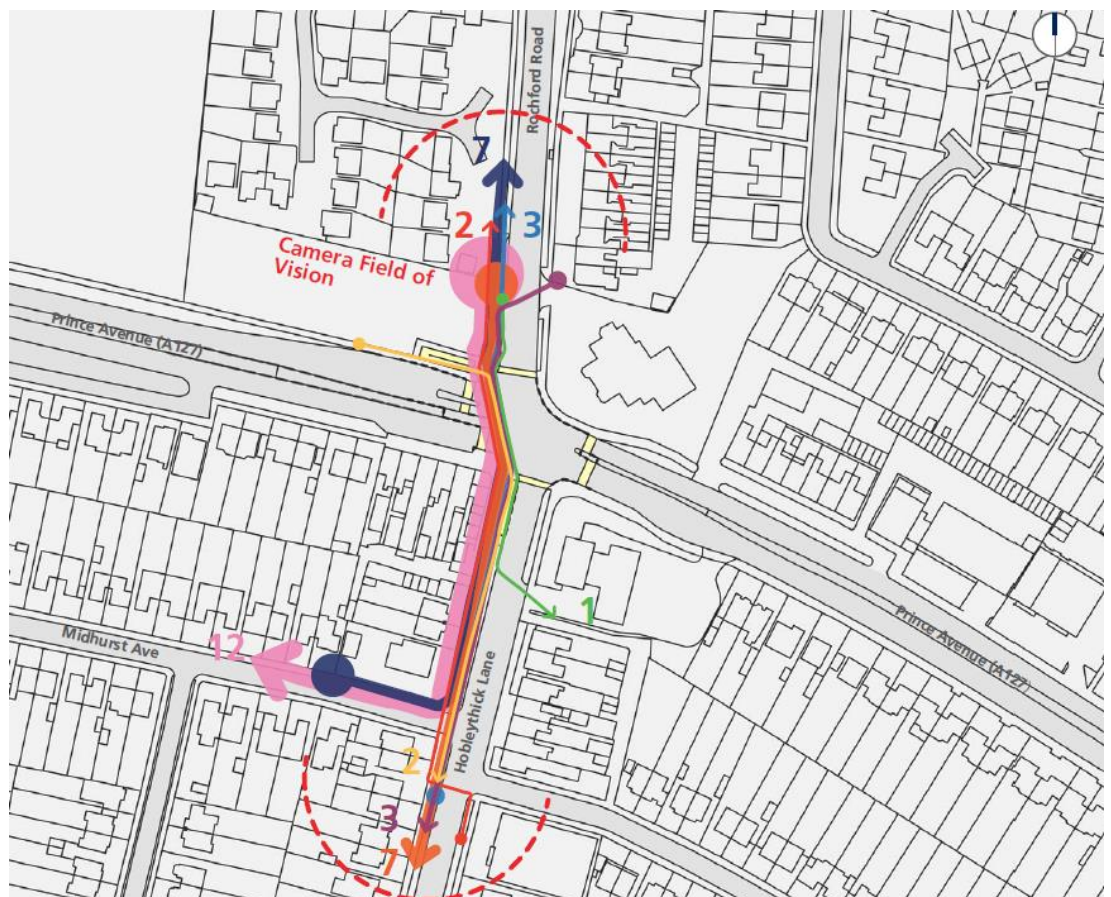 Rochford Road
7
2
3
Camera Field of
Vision
Prince Avenue (A127)
1
12
Midhurst Ave
Prince Avenue (A127)
Hobleythick Lane
2
3
7